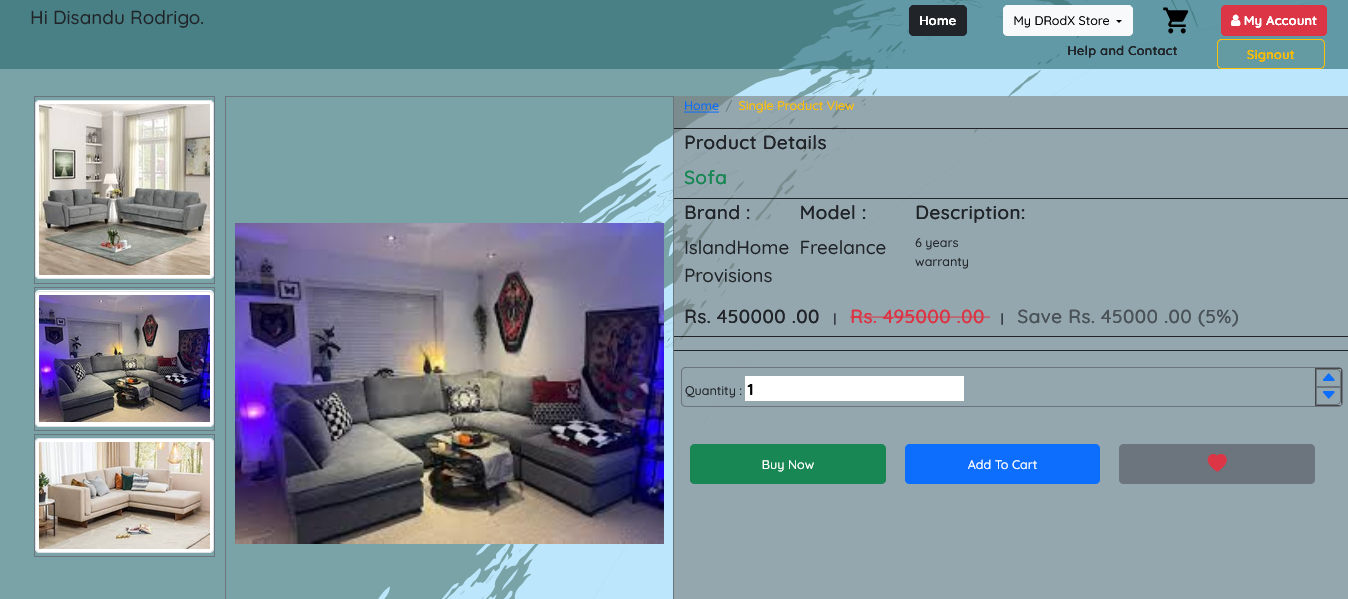 Hi Disandu Rodrigo.
Home
My DRodX Store
My Account
Help and Contact
Signout
Home / Single Product View
Product Details
Sofa
Brand : Model : Description:
IslandHome Freelance 6 years
Provisions warranty
Rs. 450000 .00 | Rs. 495000 .00 | Save Rs. 45000 .00 (5%)
Quantity : 1
Buy Now Add To Cart